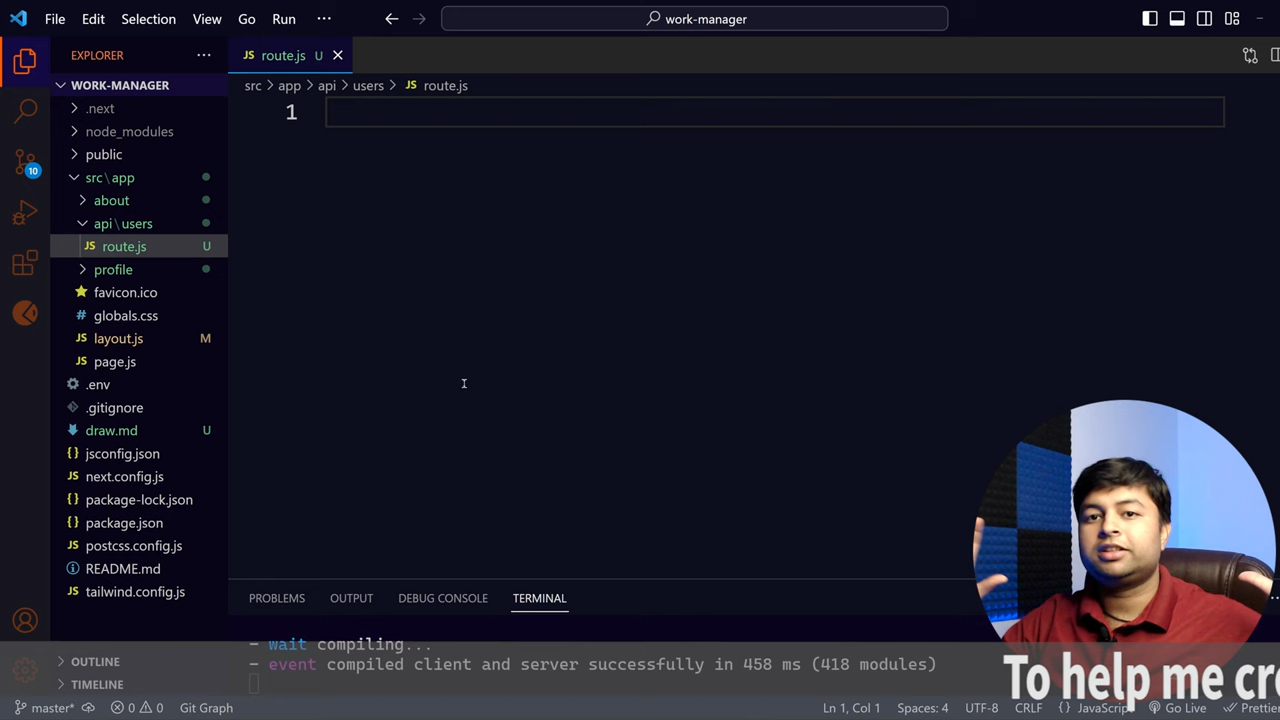 File Edit Selection View Go Run ··· work-manager
EXPLORER ···
WORK-MANAGER
.next
node_modules
public
src\app
about
api\users
JS route.js U
profile
favicon.ico
# globals.css
JS layout.js M
JS page.js
.env
.gitignore
draw.md U
{} jsconfig.json
JS next.config.js
{} package-lock.json
{} package.json
JS postcss.config.js
README.md
JS tailwind.config.js
OUTLINE
TIMELINE
10
JS route.js U
src > app > api > users > JS route.js
1
PROBLEMS OUTPUT DEBUG CONSOLE TERMINAL
- wait compiling...
- event compiled client and server successfully in 458 ms (418 modules)
To help me cre
master* 0 0 Git Graph Ln 1, Col 1 Spaces: 4 UTF-8 CRLF {} JavaScript Go Live Prettier